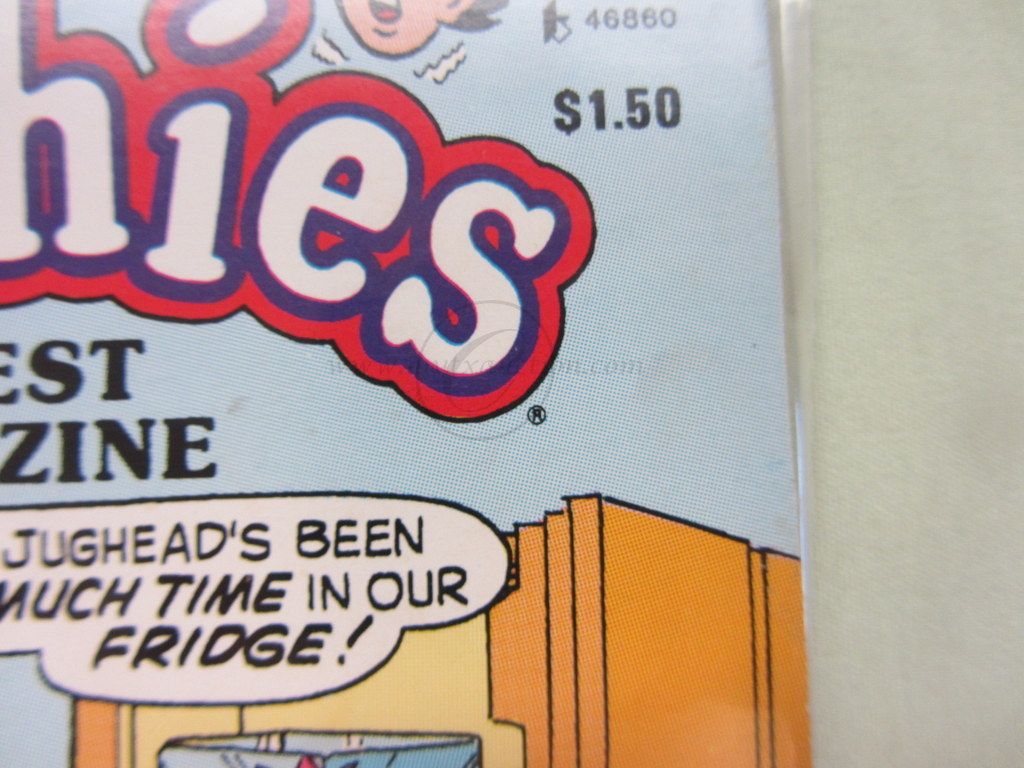 46860
$1.50
hies
®
EST
ZINE
JUGHEAD'S BEEN
MUCH TIME IN OUR
FRIDGE!